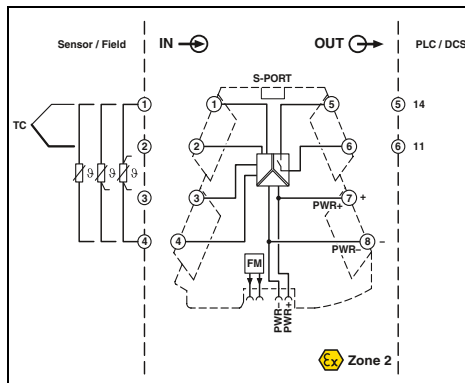 Sensor / Field IN OUT PLC / DCS
S-PORT
TC
1 1 5 5 14
2 2 6 6 11
ϑ ϑ ϑ
3 3 7 +
PWR+
4 4 8 –
PWR–
FM
PWR–
PWR+
Ex Zone 2